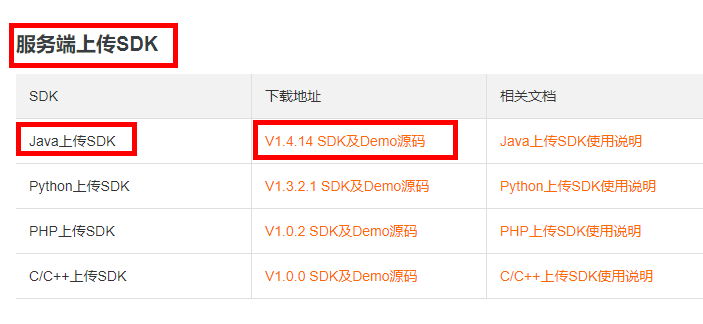 服务端上传SDK
SDK 下载地址 相关文档
Java上传SDK V1.4.14 SDK及Demo源码 Java上传SDK使用说明
Python上传SDK V1.3.2.1 SDK及Demo源码 Python上传SDK使用说明
PHP上传SDK V1.0.2 SDK及Demo源码 PHP上传SDK使用说明
C/C++上传SDK V1.0.0 SDK及Demo源码 C/C++上传SDK使用说明